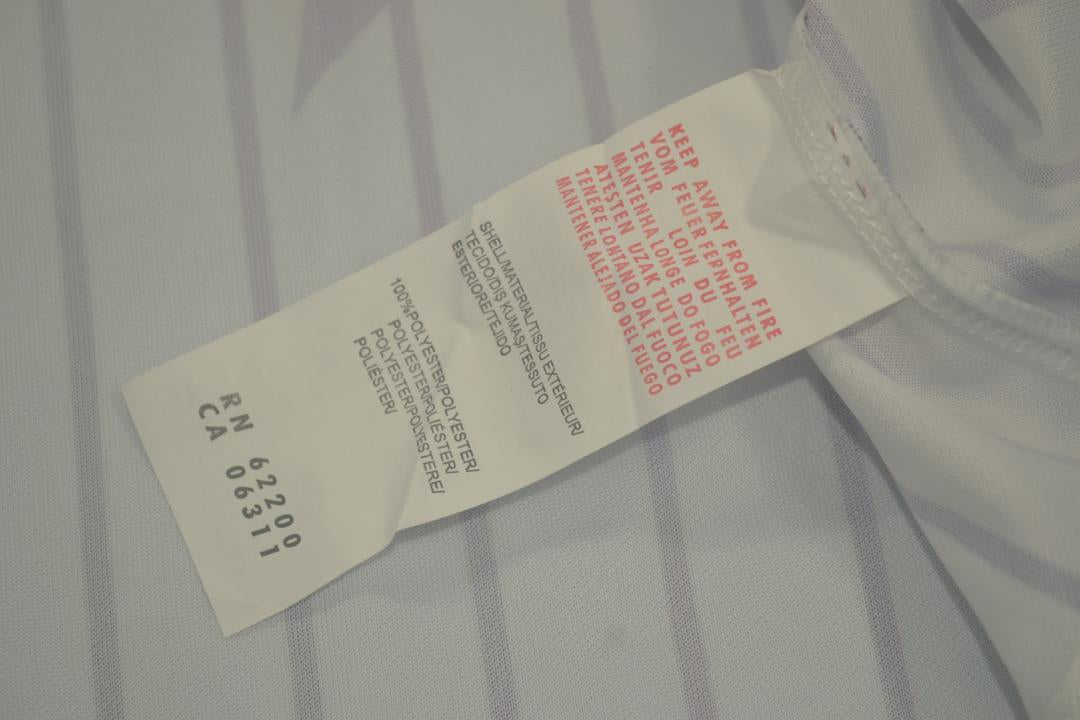 KEEP AWAY FROM FIRE
VOM FEUER FERNHALTEN
TENIR LOIN DU FEU
MANTENHA LONGE DO FOGO
ATEŞTEN UZAK TUTUNUZ
TENERE LONTANO DAL FUOCO
MANTENER ALEJADO DEL FUEGO
SHELL/MATERIAL/TISSU EXTÉRIEUR/
TECIDO/DIŞ KUMAŞ/TESSUTO
ESTERIORE/TEJIDO
100%POLYESTER/POLYESTER/
POLYESTER/POLIÉSTER/
POLYESTER/POLYESTERE/
POLIÉSTER/
RN 62200
CA 06311